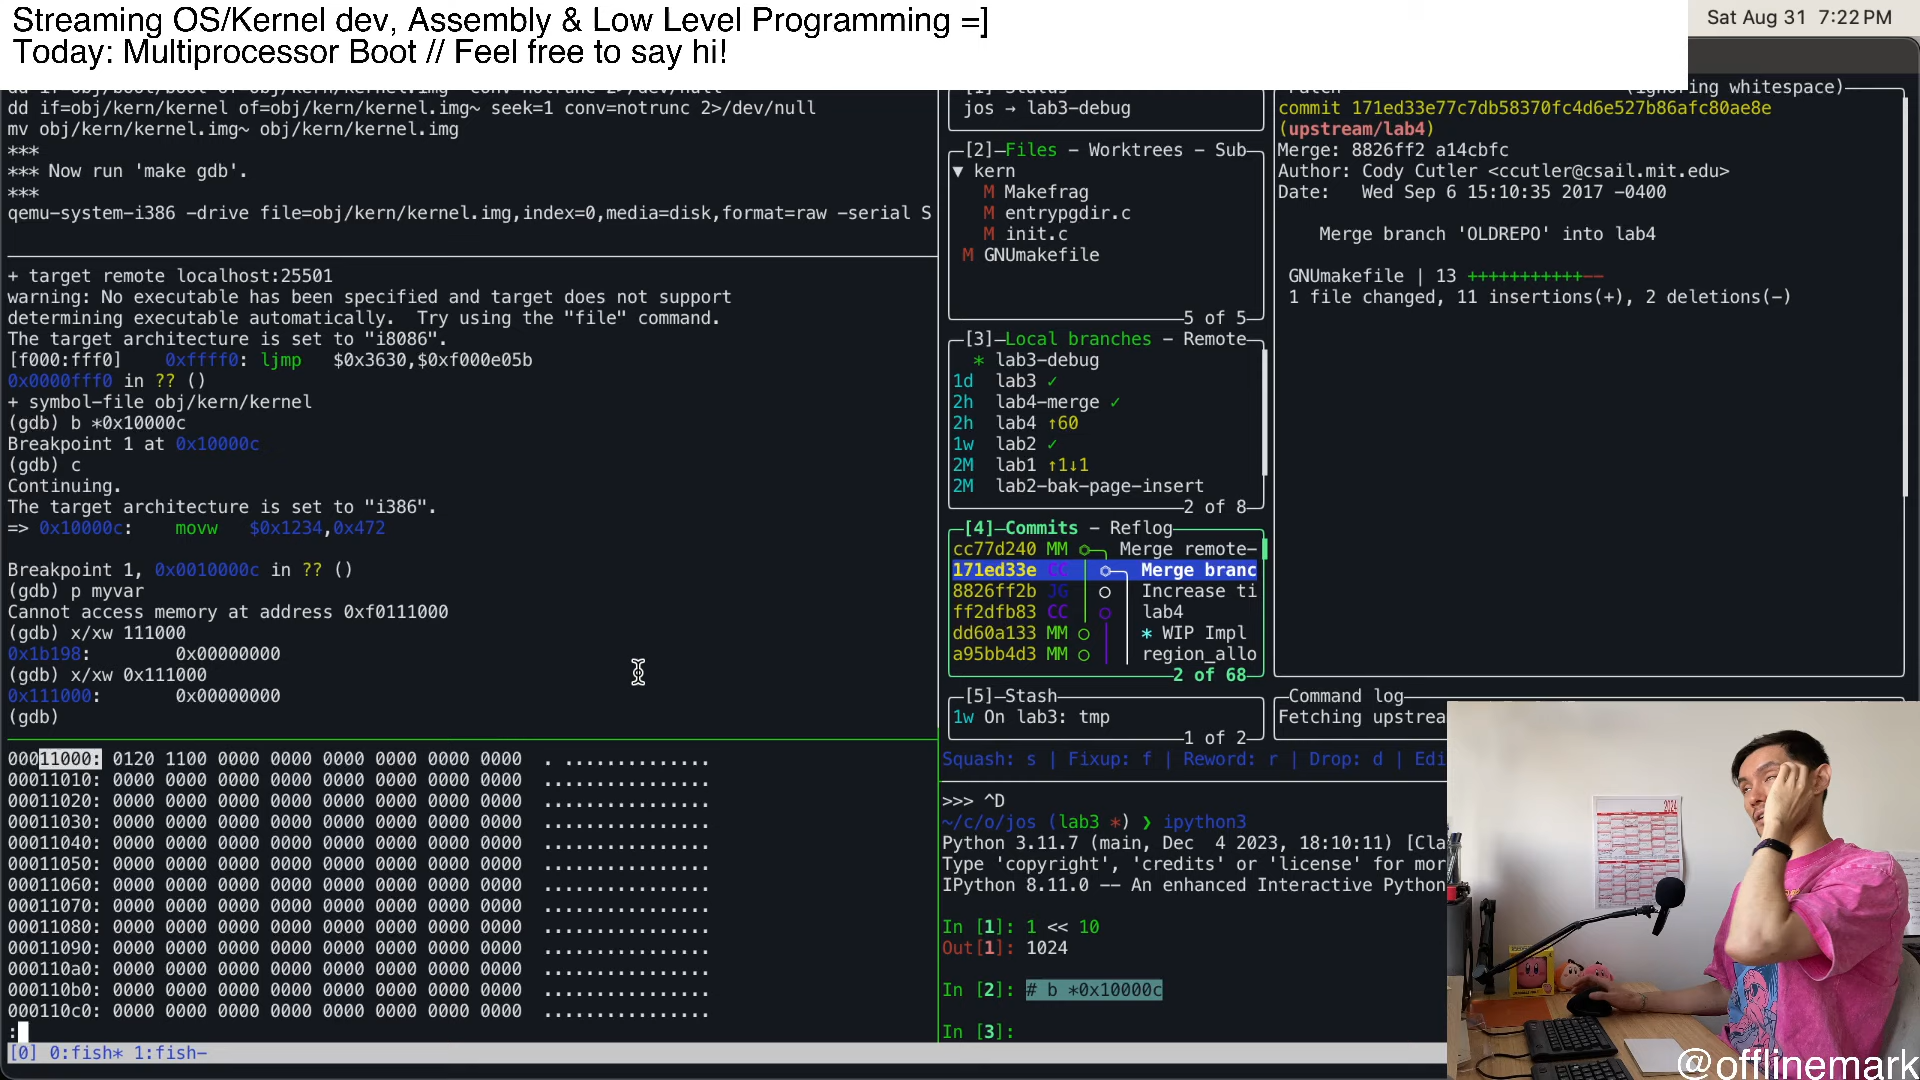 Streaming OS/Kernel dev, Assembly & Low Level Programming =]
Today: Multiprocessor Boot // Feel free to say hi!
Sat Aug 31 7:22 PM
dd if=obj/kern/kernel of=obj/kern/kernel.img~ seek=1 conv=notrunc 2>/dev/null
mv obj/kern/kernel.img~ obj/kern/kernel.img
***
*** Now run 'make gdb'.
***
qemu-system-i386 -drive file=obj/kern/kernel.img,index=0,media=disk,format=raw -serial S
+ target remote localhost:25501
warning: No executable has been specified and target does not support
determining executable automatically.  Try using the "file" command.
The target architecture is set to "i8086".
[f000:fff0]    0xffff0: ljmp   $0x3630,$0xf000e05b
0x0000fff0 in ?? ()
+ symbol-file obj/kern/kernel
(gdb) b *0x10000c
Breakpoint 1 at 0x10000c
(gdb) c
Continuing.
The target architecture is set to "i386".
=> 0x10000c:    movw   $0x1234,0x472
Breakpoint 1, 0x0010000c in ?? ()
(gdb) p myvar
Cannot access memory at address 0xf0111000
(gdb) x/xw 111000
0x1b198:        0x00000000
(gdb) x/xw 0x111000
0x111000:       0x00000000
(gdb)
00011000: 0120 1100 0000 0000 0000 0000 0000 0000  . ..............
00011010: 0000 0000 0000 0000 0000 0000 0000 0000  ................
00011020: 0000 0000 0000 0000 0000 0000 0000 0000  ................
00011030: 0000 0000 0000 0000 0000 0000 0000 0000  ................
00011040: 0000 0000 0000 0000 0000 0000 0000 0000  ................
00011050: 0000 0000 0000 0000 0000 0000 0000 0000  ................
00011060: 0000 0000 0000 0000 0000 0000 0000 0000  ................
00011070: 0000 0000 0000 0000 0000 0000 0000 0000  ................
00011080: 0000 0000 0000 0000 0000 0000 0000 0000  ................
00011090: 0000 0000 0000 0000 0000 0000 0000 0000  ................
000110a0: 0000 0000 0000 0000 0000 0000 0000 0000  ................
000110b0: 0000 0000 0000 0000 0000 0000 0000 0000  ................
000110c0: 0000 0000 0000 0000 0000 0000 0000 0000  ................
:
[0] 0:fish* 1:fish-
jos → lab3-debug
[2]-Files - Worktrees - Sub
▼ kern
M Makefrag
M entrypgdir.c
M init.c
M GNUmakefile
5 of 5
[3]-Local branches - Remote
* lab3-debug
1d  lab3 ✓
2h  lab4-merge ✓
2h  lab4 ↑60
1w  lab2 ✓
2M  lab1 ↑1↓1
2M  lab2-bak-page-insert
2 of 8
[4]-Commits - Reflog
cc77d240 MM Merge remote-
171ed33e CC Merge branc
8826ff2b JG Increase ti
ff2dfb83 CC lab4
dd60a133 MM * WIP Impl
a95bb4d3 MM region_allo
2 of 68
[5]-Stash
1w On lab3: tmp
1 of 2
Squash: s | Fixup: f | Reword: r | Drop: d | Edi
(ignoring whitespace)
commit 171ed33e77c7db58370fc4d6e527b86afc80ae8e
(upstream/lab4)
Merge: 8826ff2 a14cbfc
Author: Cody Cutler <ccutler@csail.mit.edu>
Date:   Wed Sep 6 15:10:35 2017 -0400
Merge branch 'OLDREPO' into lab4
GNUmakefile | 13 +++++++++++--
1 file changed, 11 insertions(+), 2 deletions(-)
Command log
Fetching upstrea
>>> ^D
~/c/o/jos (lab3 *) ❯ ipython3
Python 3.11.7 (main, Dec  4 2023, 18:10:11) [Cla
Type 'copyright', 'credits' or 'license' for mor
IPython 8.11.0 -- An enhanced Interactive Python
In [1]: 1 << 10
Out[1]: 1024
In [2]: # b *0x10000c
In [3]:
2024
@offlinemark